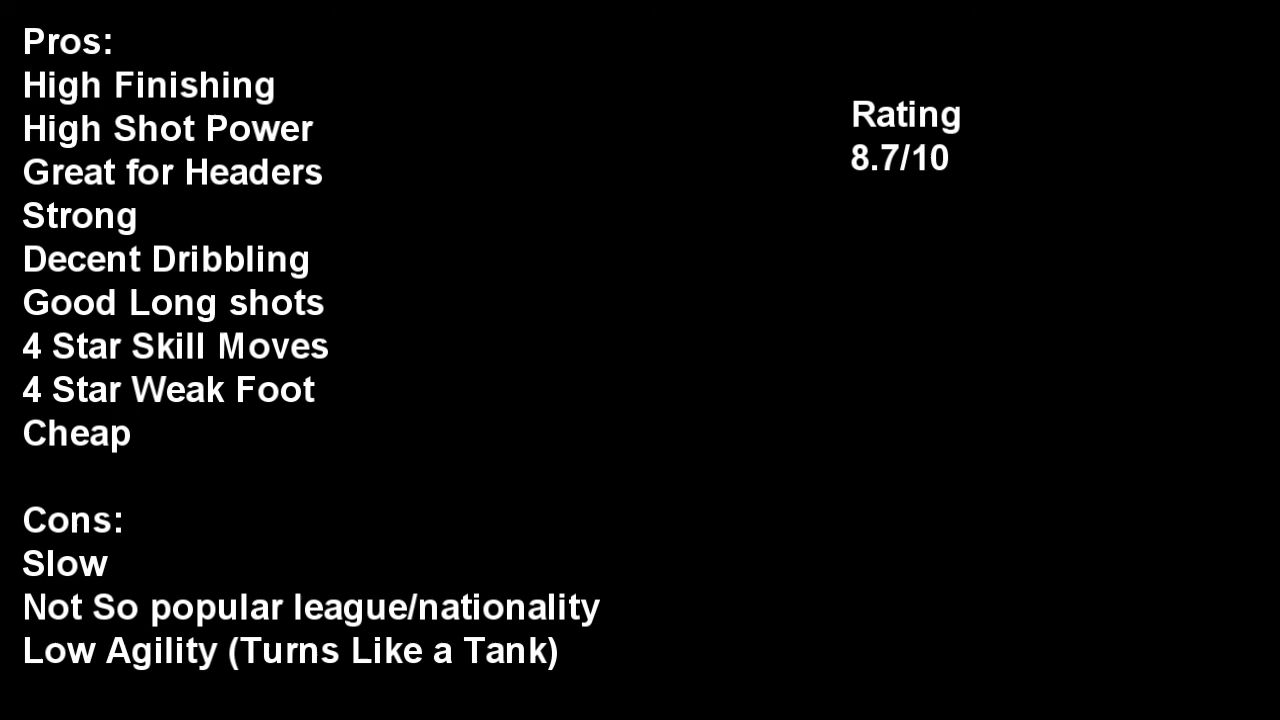 Pros:
High Finishing
High Shot Power
Great for Headers
Strong
Decent Dribbling
Good Long shots
4 Star Skill Moves
4 Star Weak Foot
Cheap
Cons:
Slow
Not So popular league/nationality
Low Agility (Turns Like a Tank)
Rating
8.7/10